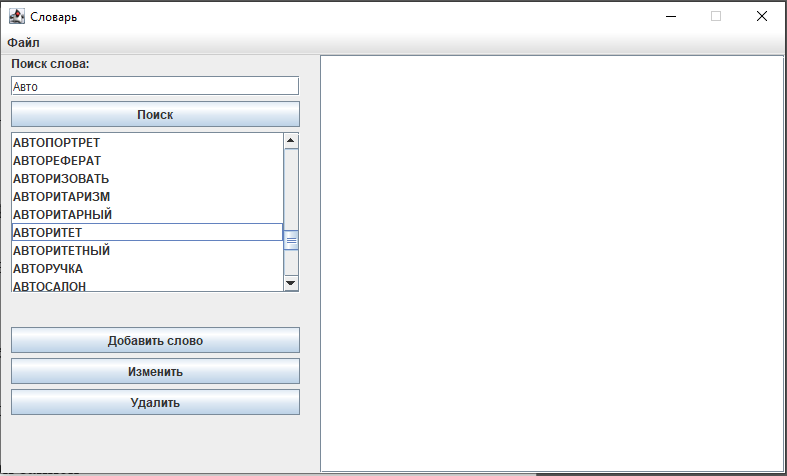 Словарь
Файл
Поиск слова:
Авто
Поиск
АВТОПОРТРЕТ
АВТОРЕФЕРАТ
АВТОРИЗОВАТЬ
АВТОРИТАРИЗМ
АВТОРИТАРНЫЙ
АВТОРИТЕТ
АВТОРИТЕТНЫЙ
АВТОРУЧКА
АВТОСАЛОН
Добавить слово
Изменить
Удалить